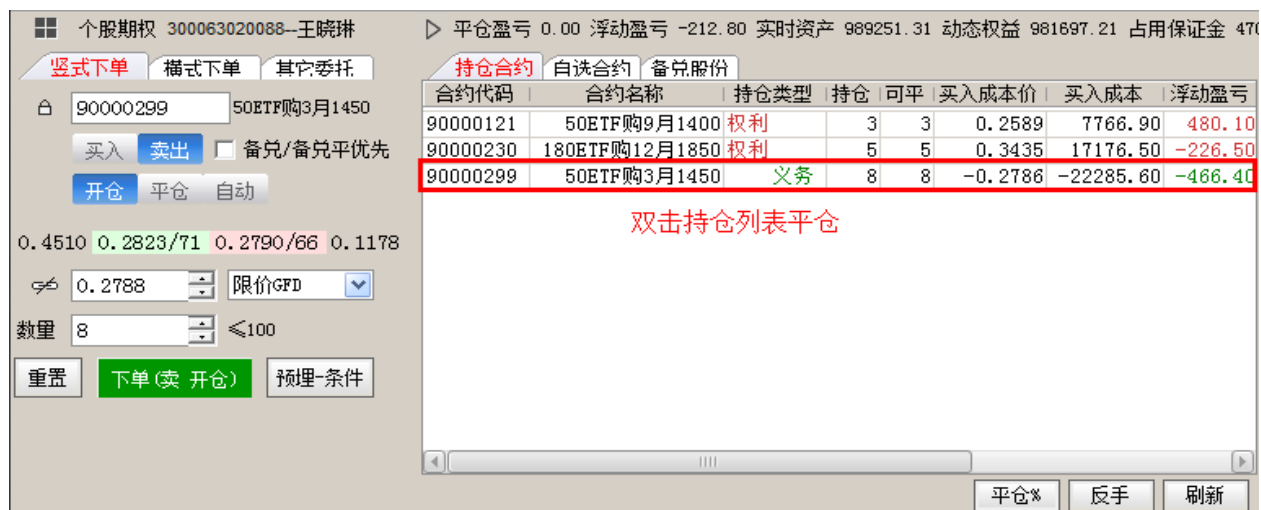 个股期权 300063020088--王晓琳 平仓盈亏 0.00 浮动盈亏 -212.80 实时资产 989251.31 动态权益 981697.21 占用保证金 470
竖式下单 横式下单 其它委托 持仓合约 自选合约 备兑股份
合约代码 合约名称 持仓类型 持仓 可平 买入成本价 买入成本 浮动盈亏
90000299 50ETF购3月1450
90000121 50ETF购9月1400 权利 3 3 0.2589 7766.90 480.10
买入 卖出 备兑/备兑平优先
90000230 180ETF购12月1850 权利 5 5 0.3435 17176.50 -226.50
90000299 50ETF购3月1450 义务 8 8 -0.2786 -22285.60 -466.40
开仓 平仓 自动
双击持仓列表平仓
0.4510 0.2823/71 0.2790/66 0.1178
0.2788 限价GFD
数量 8 ≤100
重置 下单(卖 开仓) 预埋-条件
平仓% 反手 刷新